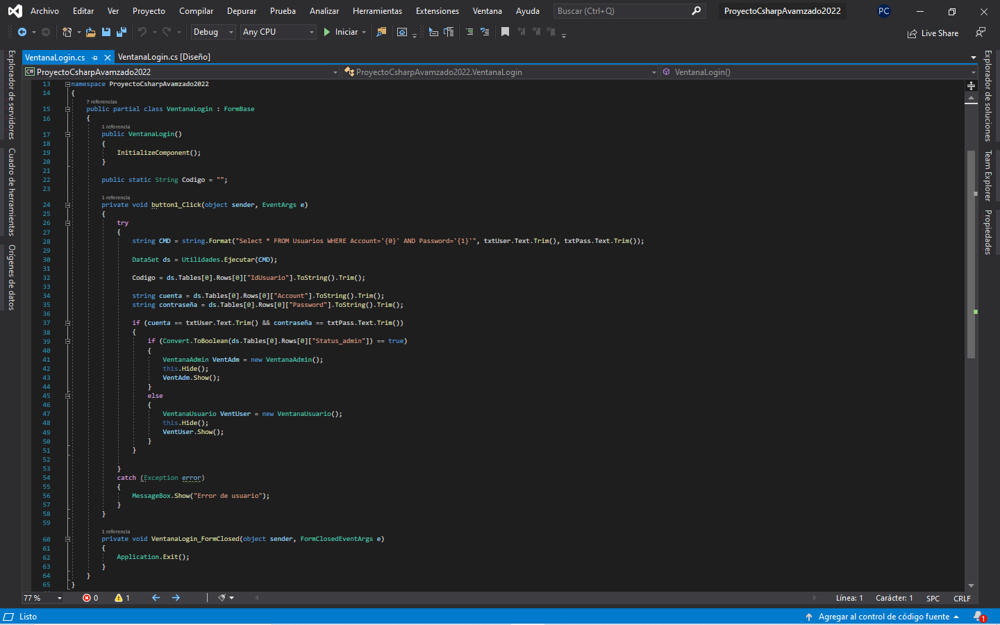 Archivo Editar Ver Proyecto Compilar Depurar Prueba Analizar Herramientas Extensiones Ventana Ayuda Buscar (Ctrl+Q) ProyectoCsharpAvamzado2022 PC
Debug Any CPU Iniciar Live Share
VentanaLogin.cs VentanaLogin.cs [Diseño]
C# ProyectoCsharpAvamzado2022 ProyectoCsharpAvamzado2022.VentanaLogin VentanaLogin()
Explorador de servidores
Cuadro de herramientas
Orígenes de datos
13 namespace ProyectoCsharpAvamzado2022
14 {
7 referencias
15 public partial class VentanaLogin : FormBase
16 {
1 referencia
17 public VentanaLogin()
18 {
19 InitializeComponent();
20 }
21
22 public static String Codigo = "";
23
1 referencia
24 private void button1_Click(object sender, EventArgs e)
25 {
26 try
27 {
28 string CMD = string.Format("Select * FROM Usuarios WHERE Account='{0}' AND Password='{1}'", txtUser.Text.Trim(), txtPass.Text.Trim());
29
30 DataSet ds = Utilidades.Ejecutar(CMD);
31
32 Codigo = ds.Tables[0].Rows[0]["IdUsuario"].ToString().Trim();
33
34 string cuenta = ds.Tables[0].Rows[0]["Account"].ToString().Trim();
35 string contraseña = ds.Tables[0].Rows[0]["Password"].ToString().Trim();
36
37 if (cuenta == txtUser.Text.Trim() && contraseña == txtPass.Text.Trim())
38 {
39 if (Convert.ToBoolean(ds.Tables[0].Rows[0]["Status_admin"]) == true)
40 {
41 VentanaAdmin VentAdm = new VentanaAdmin();
42 this.Hide();
43 VentAdm.Show();
44 }
45 else
46 {
47 VentanaUsuario VentUser = new VentanaUsuario();
48 this.Hide();
49 VentUser.Show();
50 }
51 }
52
53 }
54 catch (Exception error)
55 {
56 MessageBox.Show("Error de usuario");
57 }
58 }
59
1 referencia
60 private void VentanaLogin_FormClosed(object sender, FormClosedEventArgs e)
61 {
62 Application.Exit();
63 }
64 }
65 }
Explorador de soluciones
Team Explorer
Propiedades
77 % 0 1 Línea: 1 Carácter: 1 SPC CRLF
Listo Agregar al control de código fuente 1